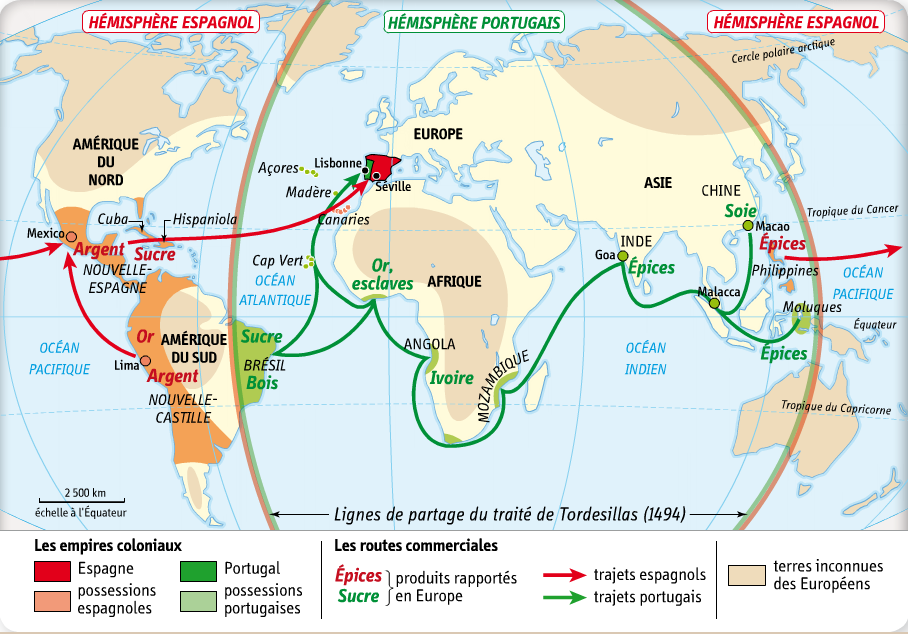 HÉMISPHÈRE ESPAGNOL
HÉMISPHÈRE PORTUGAIS
HÉMISPHÈRE ESPAGNOL
Cercle polaire arctique
AMÉRIQUE
DU
NORD
EUROPE
ASIE
Açores
Lisbonne
Séville
Madère
Canaries
CHINE
Soie
Macao
Tropique du Cancer
Cuba
Hispaniola
Mexico
Argent
Sucre
NOUVELLE-
ESPAGNE
Cap Vert
OCÉAN
ATLANTIQUE
Or,
esclaves
AFRIQUE
INDE
Goa
Épices
Épices
Philippines
OCÉAN
PACIFIQUE
Malacca
Moluques
Équateur
Or
AMÉRIQUE
DU SUD
Sucre
BRÉSIL
Bois
Lima
Argent
NOUVELLE-
CASTILLE
OCÉAN
PACIFIQUE
ANGOLA
Ivoire
MOZAMBIQUE
OCÉAN
INDIEN
Épices
Tropique du Capricorne
2 500 km
échelle à l'Équateur
Lignes de partage du traité de Tordesillas (1494)
Les empires coloniaux
Espagne
Portugal
possessions
espagnoles
possessions
portugaises
Les routes commerciales
Épices
Sucre
produits rapportés
en Europe
trajets espagnols
trajets portugais
terres inconnues
des Européens